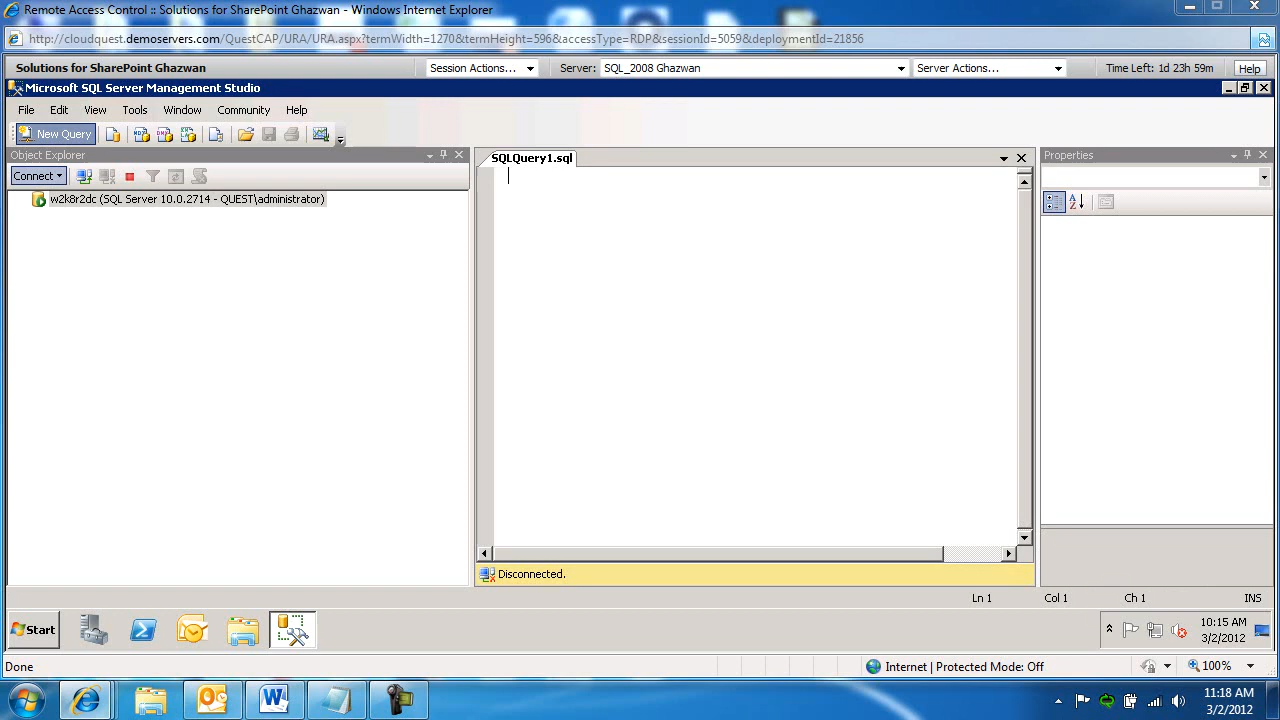 Remote Access Control :: Solutions for SharePoint Ghazwan - Windows Internet Explorer
http://cloudquest.demoservers.com/QuestCAP/URA/URA.aspx?termWidth=1270&termHeight=596&accessType=RDP&sessionId=5059&deploymentId=21856
Solutions for SharePoint Ghazwan Session Actions... Server: SQL_2008 Ghazwan Server Actions... Time Left: 1d 23h 59m Help
Microsoft SQL Server Management Studio
File Edit View Tools Window Community Help
New Query
Object Explorer SQLQuery1.sql Properties
Connect
w2k8r2dc (SQL Server 10.0.2714 - QUEST\administrator)
Disconnected.
Ln 1 Col 1 Ch 1 INS
Start 10:15 AM
3/2/2012
Done Internet | Protected Mode: Off 100%
11:18 AM
3/2/2012